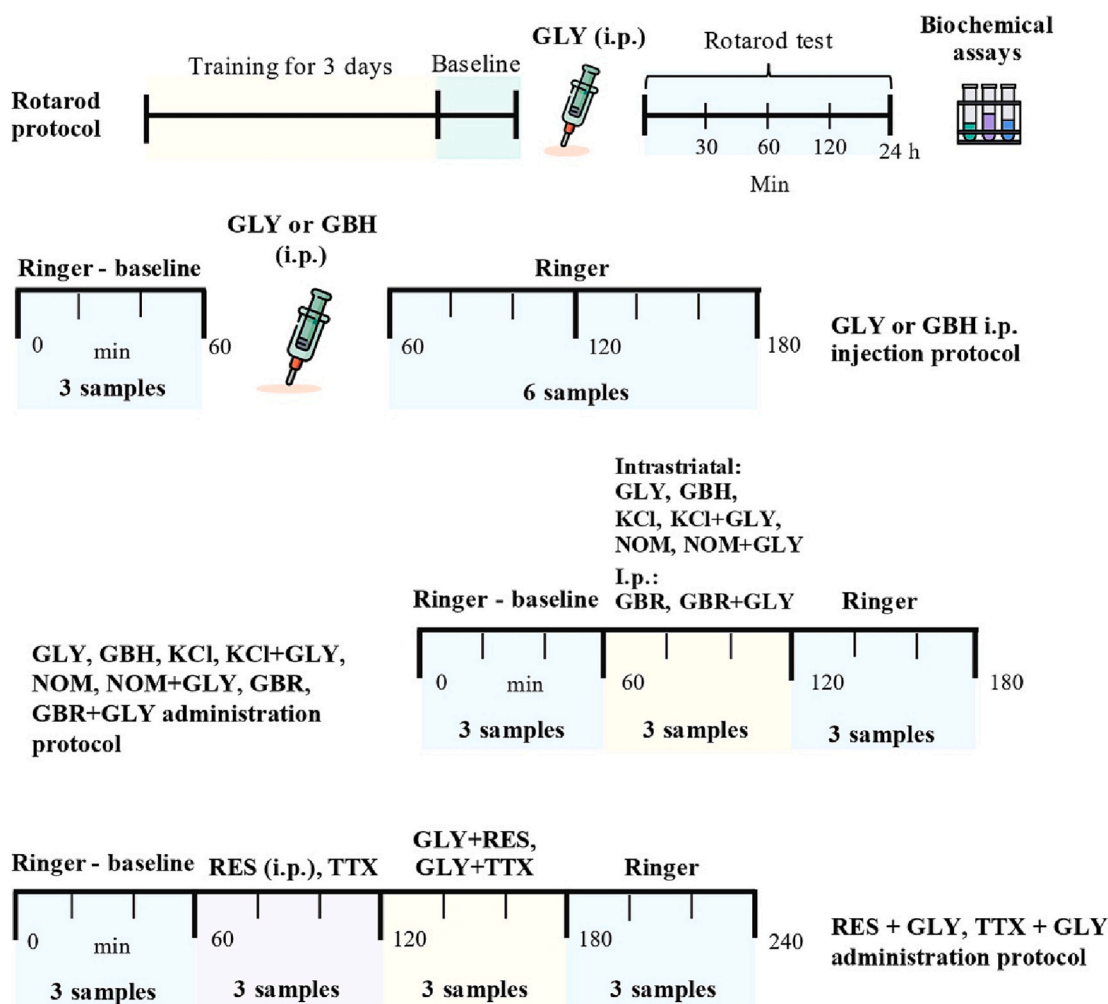 GLY (i.p.)
Rotarod test
Biochemical
assays
Training for 3 days
Baseline
Rotarod
protocol
30
60
120
24 h
Min
GLY or GBH
(i.p.)
Ringer - baseline
Ringer
0
min
60
60
120
180
3 samples
6 samples
GLY or GBH i.p.
injection protocol
Intrastriatal:
GLY, GBH,
KCl, KCl+GLY,
NOM, NOM+GLY
I.p.:
GBR, GBR+GLY
Ringer - baseline
Ringer
GLY, GBH, KCl, KCl+GLY,
NOM, NOM+GLY, GBR,
GBR+GLY administration
protocol
0
min
60
120
180
3 samples
3 samples
3 samples
GLY+RES,
GLY+TTX
Ringer - baseline
RES (i.p.), TTX
Ringer
0
min
60
120
180
240
3 samples
3 samples
3 samples
3 samples
RES + GLY, TTX + GLY
administration protocol